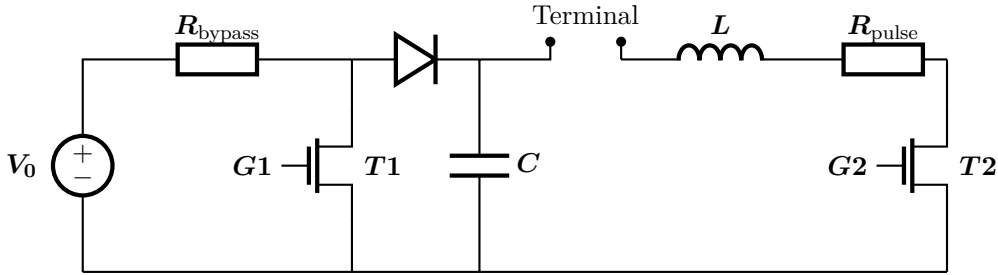 Terminal
R_bypass
L
R_pulse
V_0
+
−
G1
T1
C
G2
T2